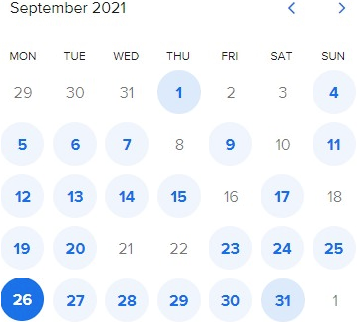 September 2021
MON TUE WED THU FRI SAT SUN
29 30 31 1 2 3 4
5 6 7 8 9 10 11
12 13 14 15 16 17 18
19 20 21 22 23 24 25
26 27 28 29 30 31 1